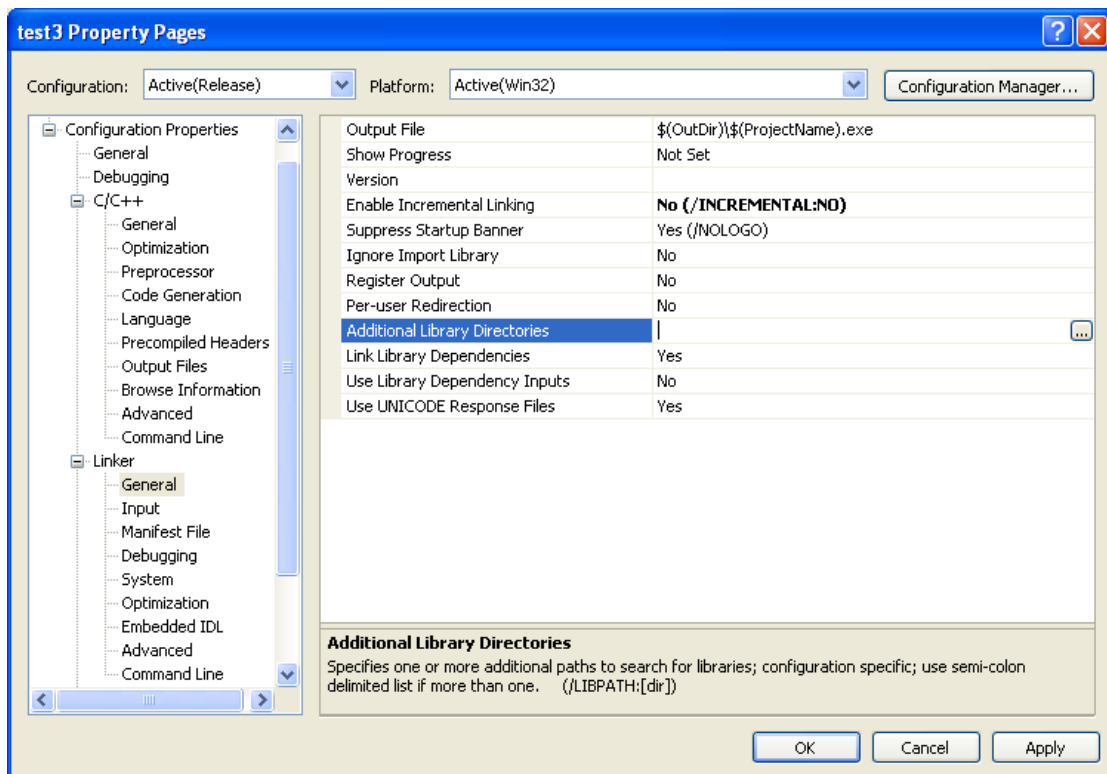 test3 Property Pages
Configuration: Active(Release) Platform: Active(Win32) Configuration Manager...
Configuration Properties
General
Debugging
C/C++
General
Optimization
Preprocessor
Code Generation
Language
Precompiled Headers
Output Files
Browse Information
Advanced
Command Line
Linker
General
Input
Manifest File
Debugging
System
Optimization
Embedded IDL
Advanced
Command Line
Output File $(OutDir)\$(ProjectName).exe
Show Progress Not Set
Version
Enable Incremental Linking No (/INCREMENTAL:NO)
Suppress Startup Banner Yes (/NOLOGO)
Ignore Import Library No
Register Output No
Per-user Redirection No
Additional Library Directories ...
Link Library Dependencies Yes
Use Library Dependency Inputs No
Use UNICODE Response Files Yes
Additional Library Directories
Specifies one or more additional paths to search for libraries; configuration specific; use semi-colon
delimited list if more than one. (/LIBPATH:[dir])
OK Cancel Apply